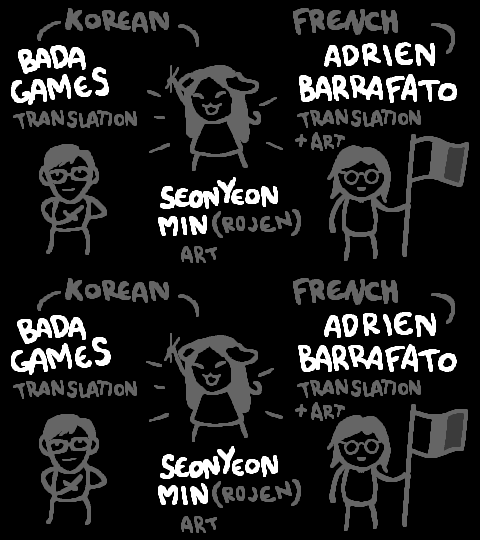 KOREAN
BADA
GAMES
TRANSLATION
SEONYEON
MIN (ROJEN)
ART
FRENCH
ADRIEN
BARRAFATO
TRANSLATION
+ ART
KOREAN
BADA
GAMES
TRANSLATION
SEONYEON
MIN (ROJEN)
ART
FRENCH
ADRIEN
BARRAFATO
TRANSLATION
+ ART